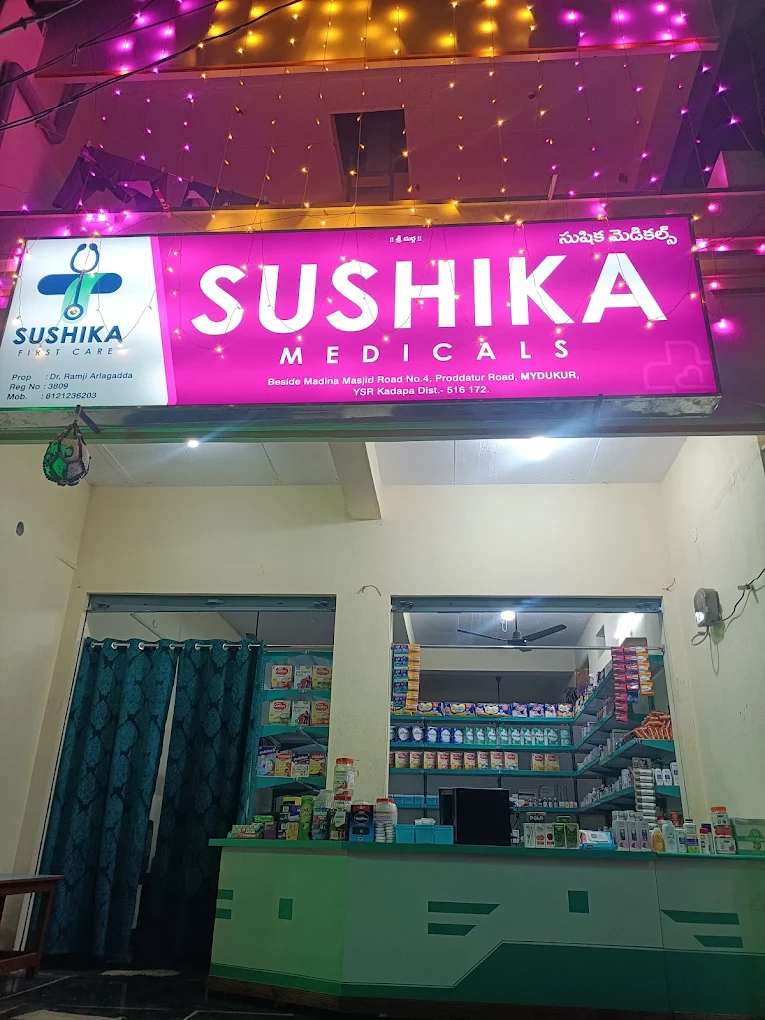 || శ్రీ దుర్గ ||
సుషిక మెడికల్స్
SUSHIKA
MEDICALS
Beside Madina Masjid Road No.4, Proddatur Road, MYDUKUR,
YSR Kadapa Dist.- 516 172.
SUSHIKA
FIRST CARE
Prop : Dr. Ramji Arlagadda
Reg No : 3809
Mob. : 8121236203
POLO